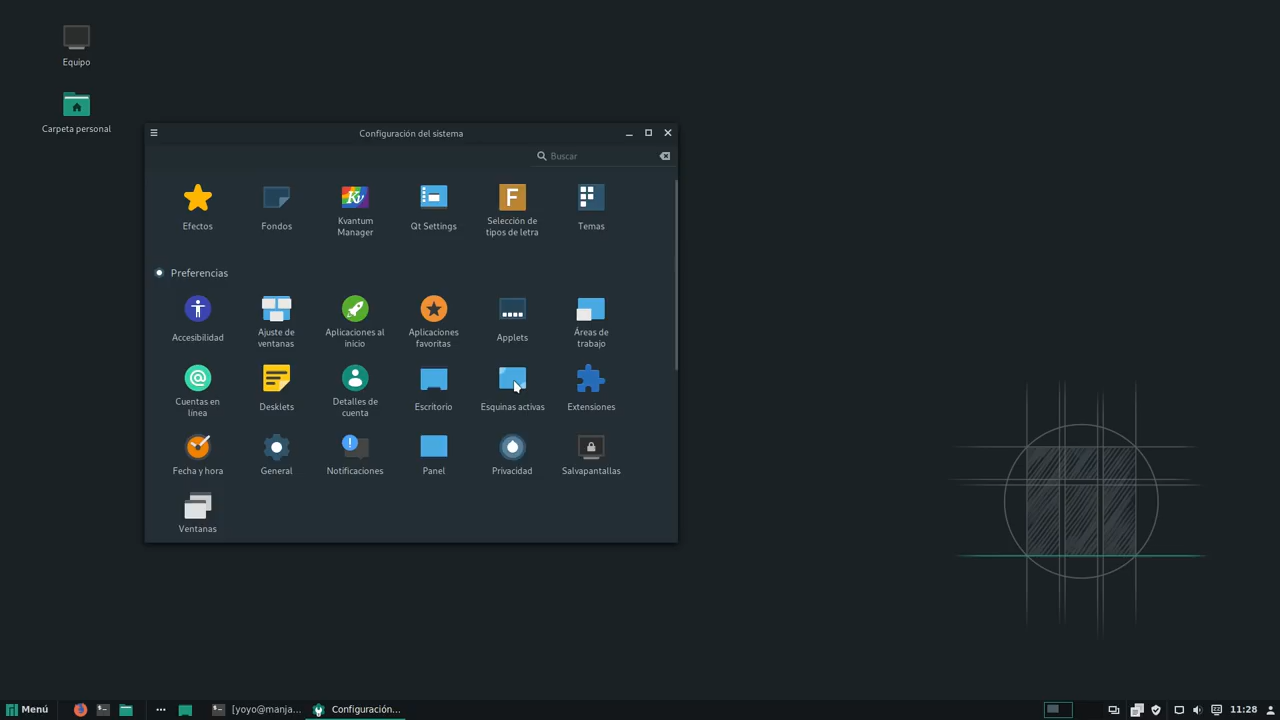 Equipo
Carpeta personal
Configuración del sistema
Buscar
Efectos
Fondos
Kvantum
Manager
Qt Settings
Selección de
tipos de letra
Temas
Preferencias
Accesibilidad
Ajuste de
ventanas
Aplicaciones al
inicio
Aplicaciones
favoritas
Applets
Áreas de
trabajo
Cuentas en
línea
Desklets
Detalles de
cuenta
Escritorio
Esquinas activas
Extensiones
Fecha y hora
General
Notificaciones
Panel
Privacidad
Salvapantallas
Ventanas
Menú
[yoyo@manja...
Configuración...
11:28